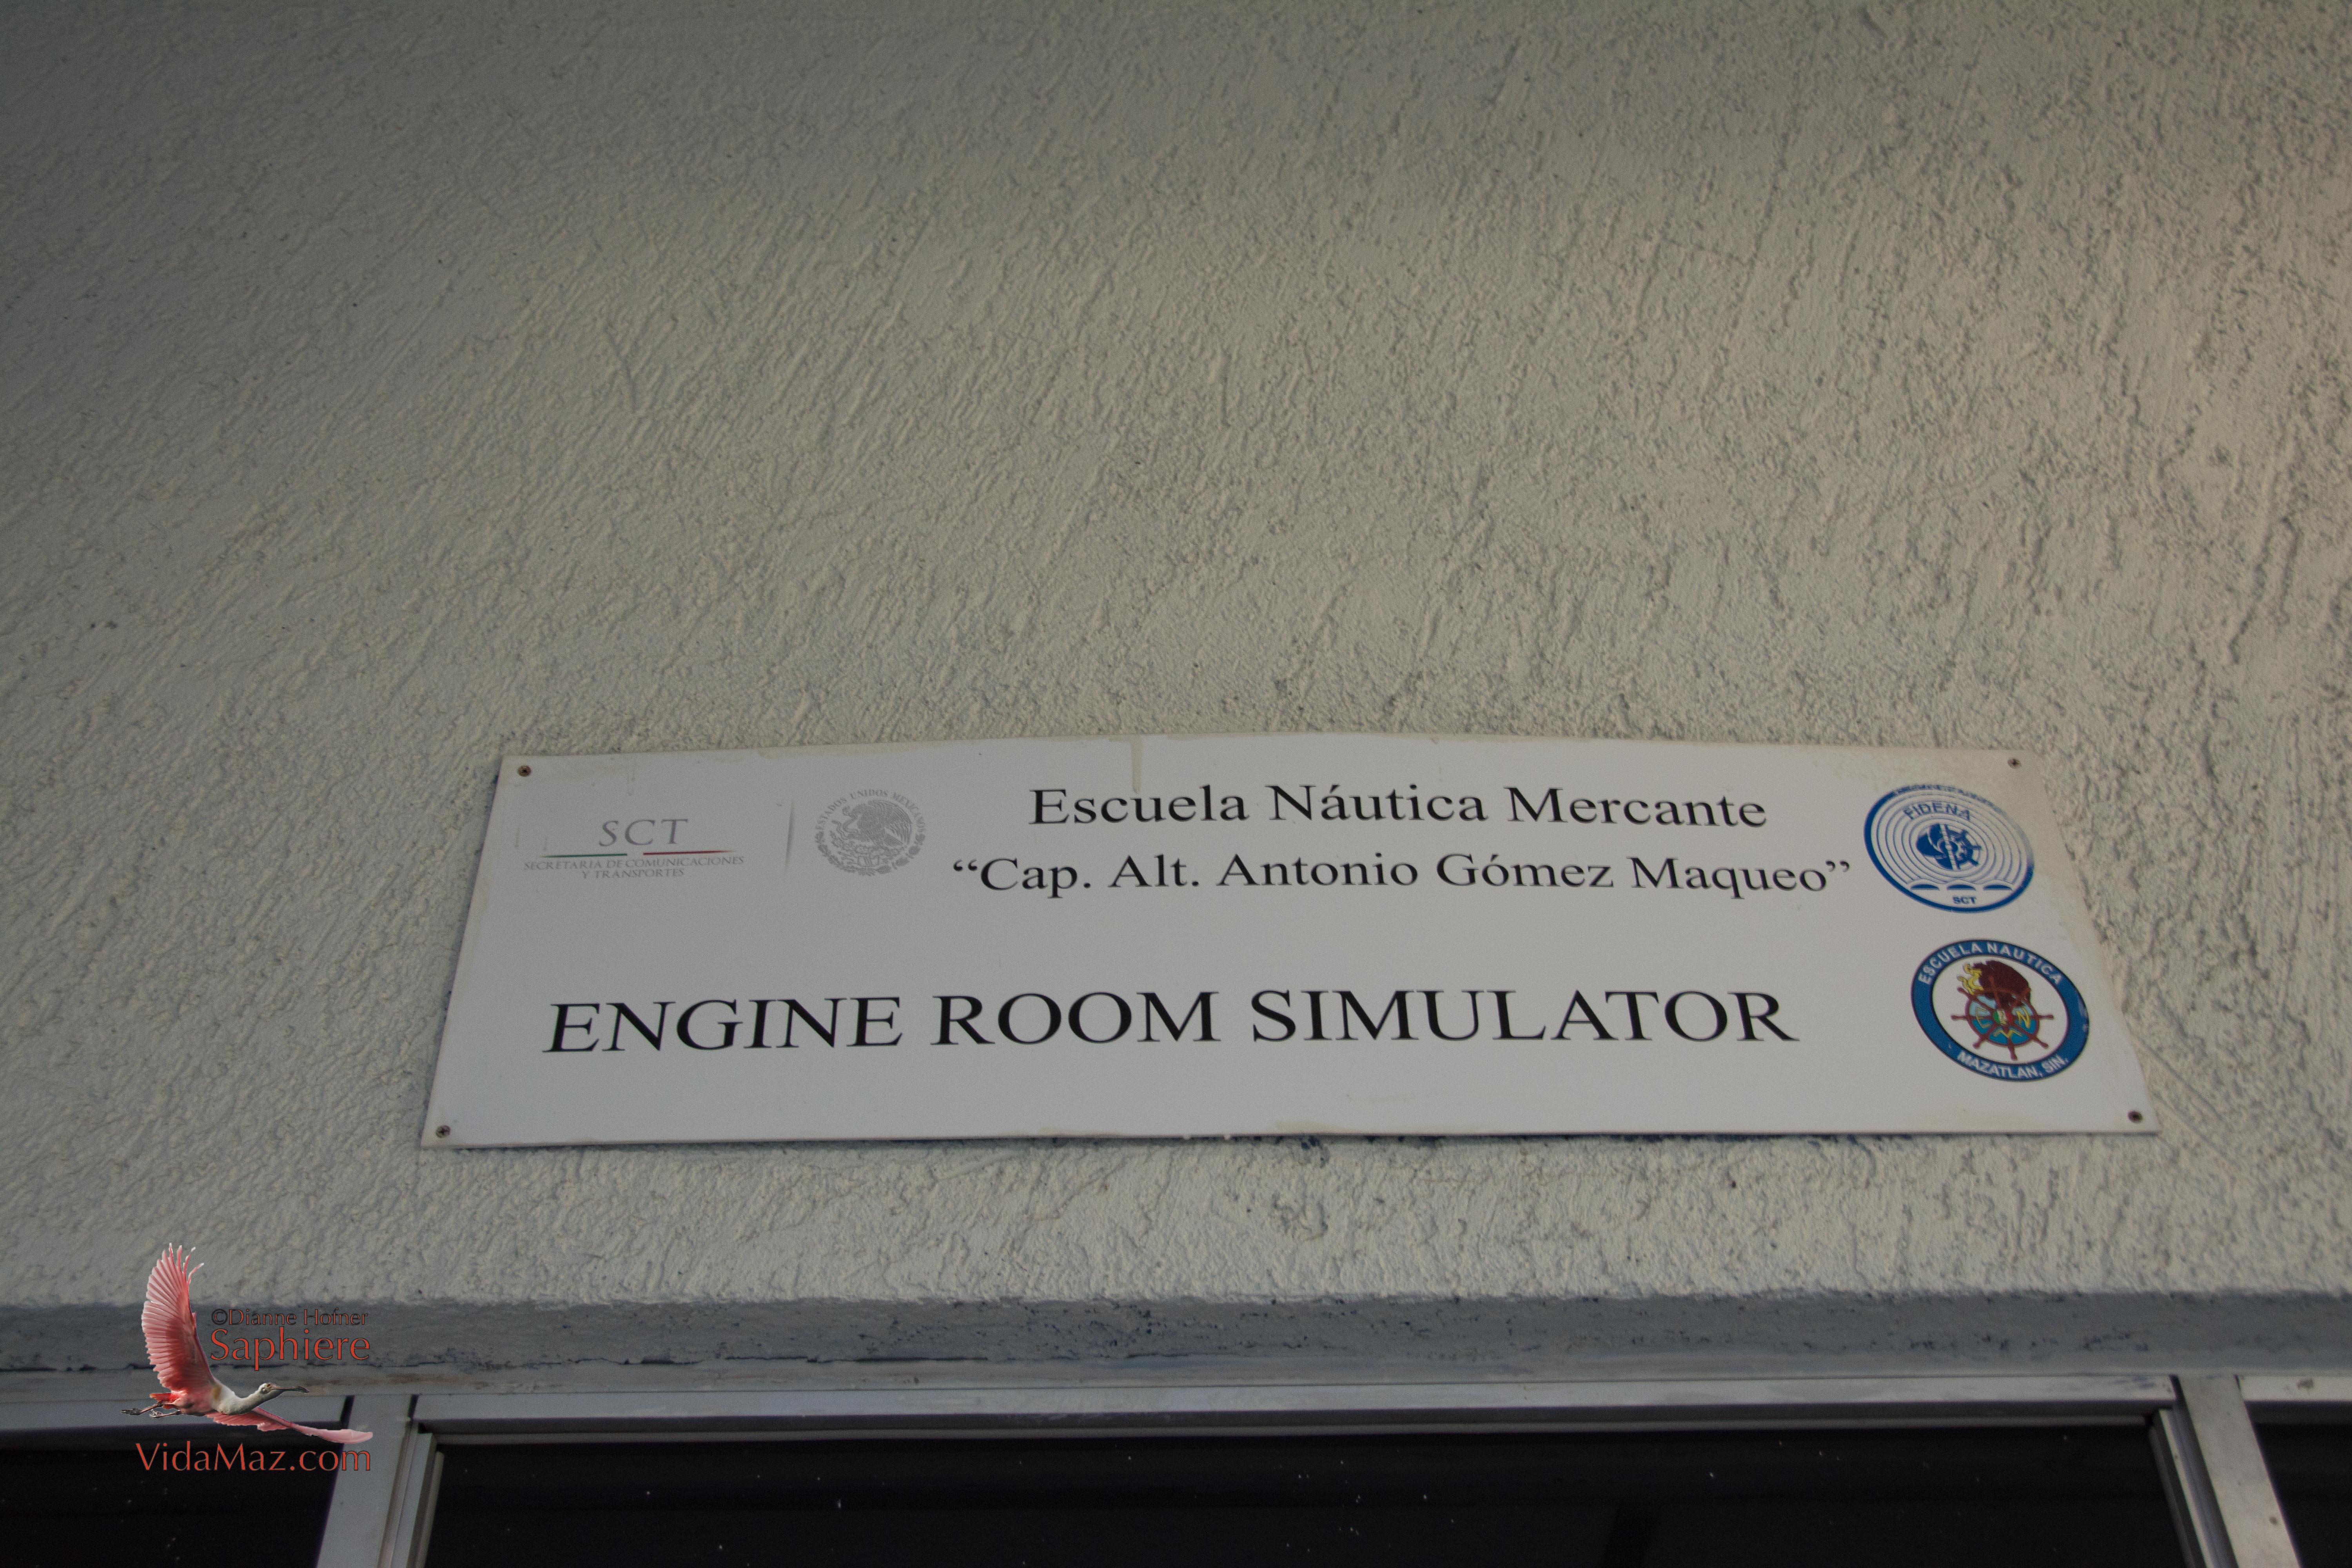 SCT
SECRETARÍA DE COMUNICACIONES
Y TRANSPORTES
ESTADOS UNIDOS MEXICANOS
Escuela Náutica Mercante
“Cap. Alt. Antonio Gómez Maqueo”
FIDENA
SCT
ENGINE ROOM SIMULATOR
ESCUELA NAUTICA
MAZATLAN, SIN.
©Dianne Hofner
Saphiere
VidaMaz.com